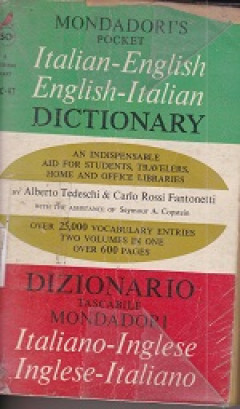 MONDADORI'S
POCKET
Italian-English
English-Italian
DICTIONARY
AN INDISPENSABLE
AID FOR STUDENTS, TRAVELERS,
HOME AND OFFICE LIBRARIES
BY Alberto Tedeschi & Carlo Rossi Fantonetti
WITH THE ASSISTANCE OF Seymour A. Copstein
OVER 25,000 VOCABULARY ENTRIES
TWO VOLUMES IN ONE
OVER 600 PAGES
DIZIONARIO
TASCABILE
MONDADORI
Italiano-Inglese
Inglese-Italiano